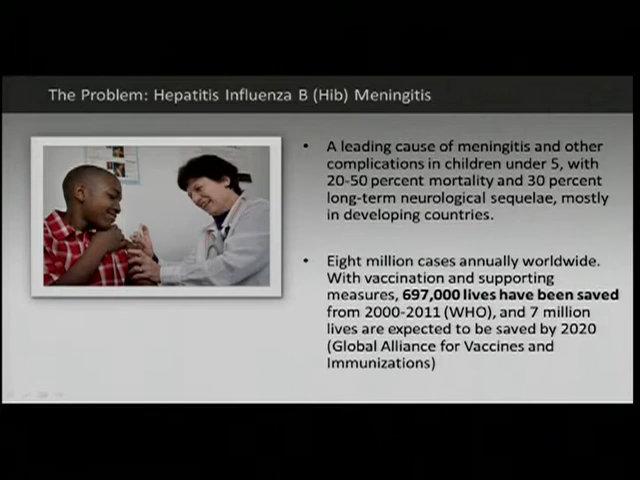 The Problem: Hepatitis Influenza B (Hib) Meningitis
• A leading cause of meningitis and other
complications in children under 5, with
20-50 percent mortality and 30 percent
long-term neurological sequelae, mostly
in developing countries.
• Eight million cases annually worldwide.
With vaccination and supporting
measures, 697,000 lives have been saved
from 2000-2011 (WHO), and 7 million
lives are expected to be saved by 2020
(Global Alliance for Vaccines and
Immunizations)